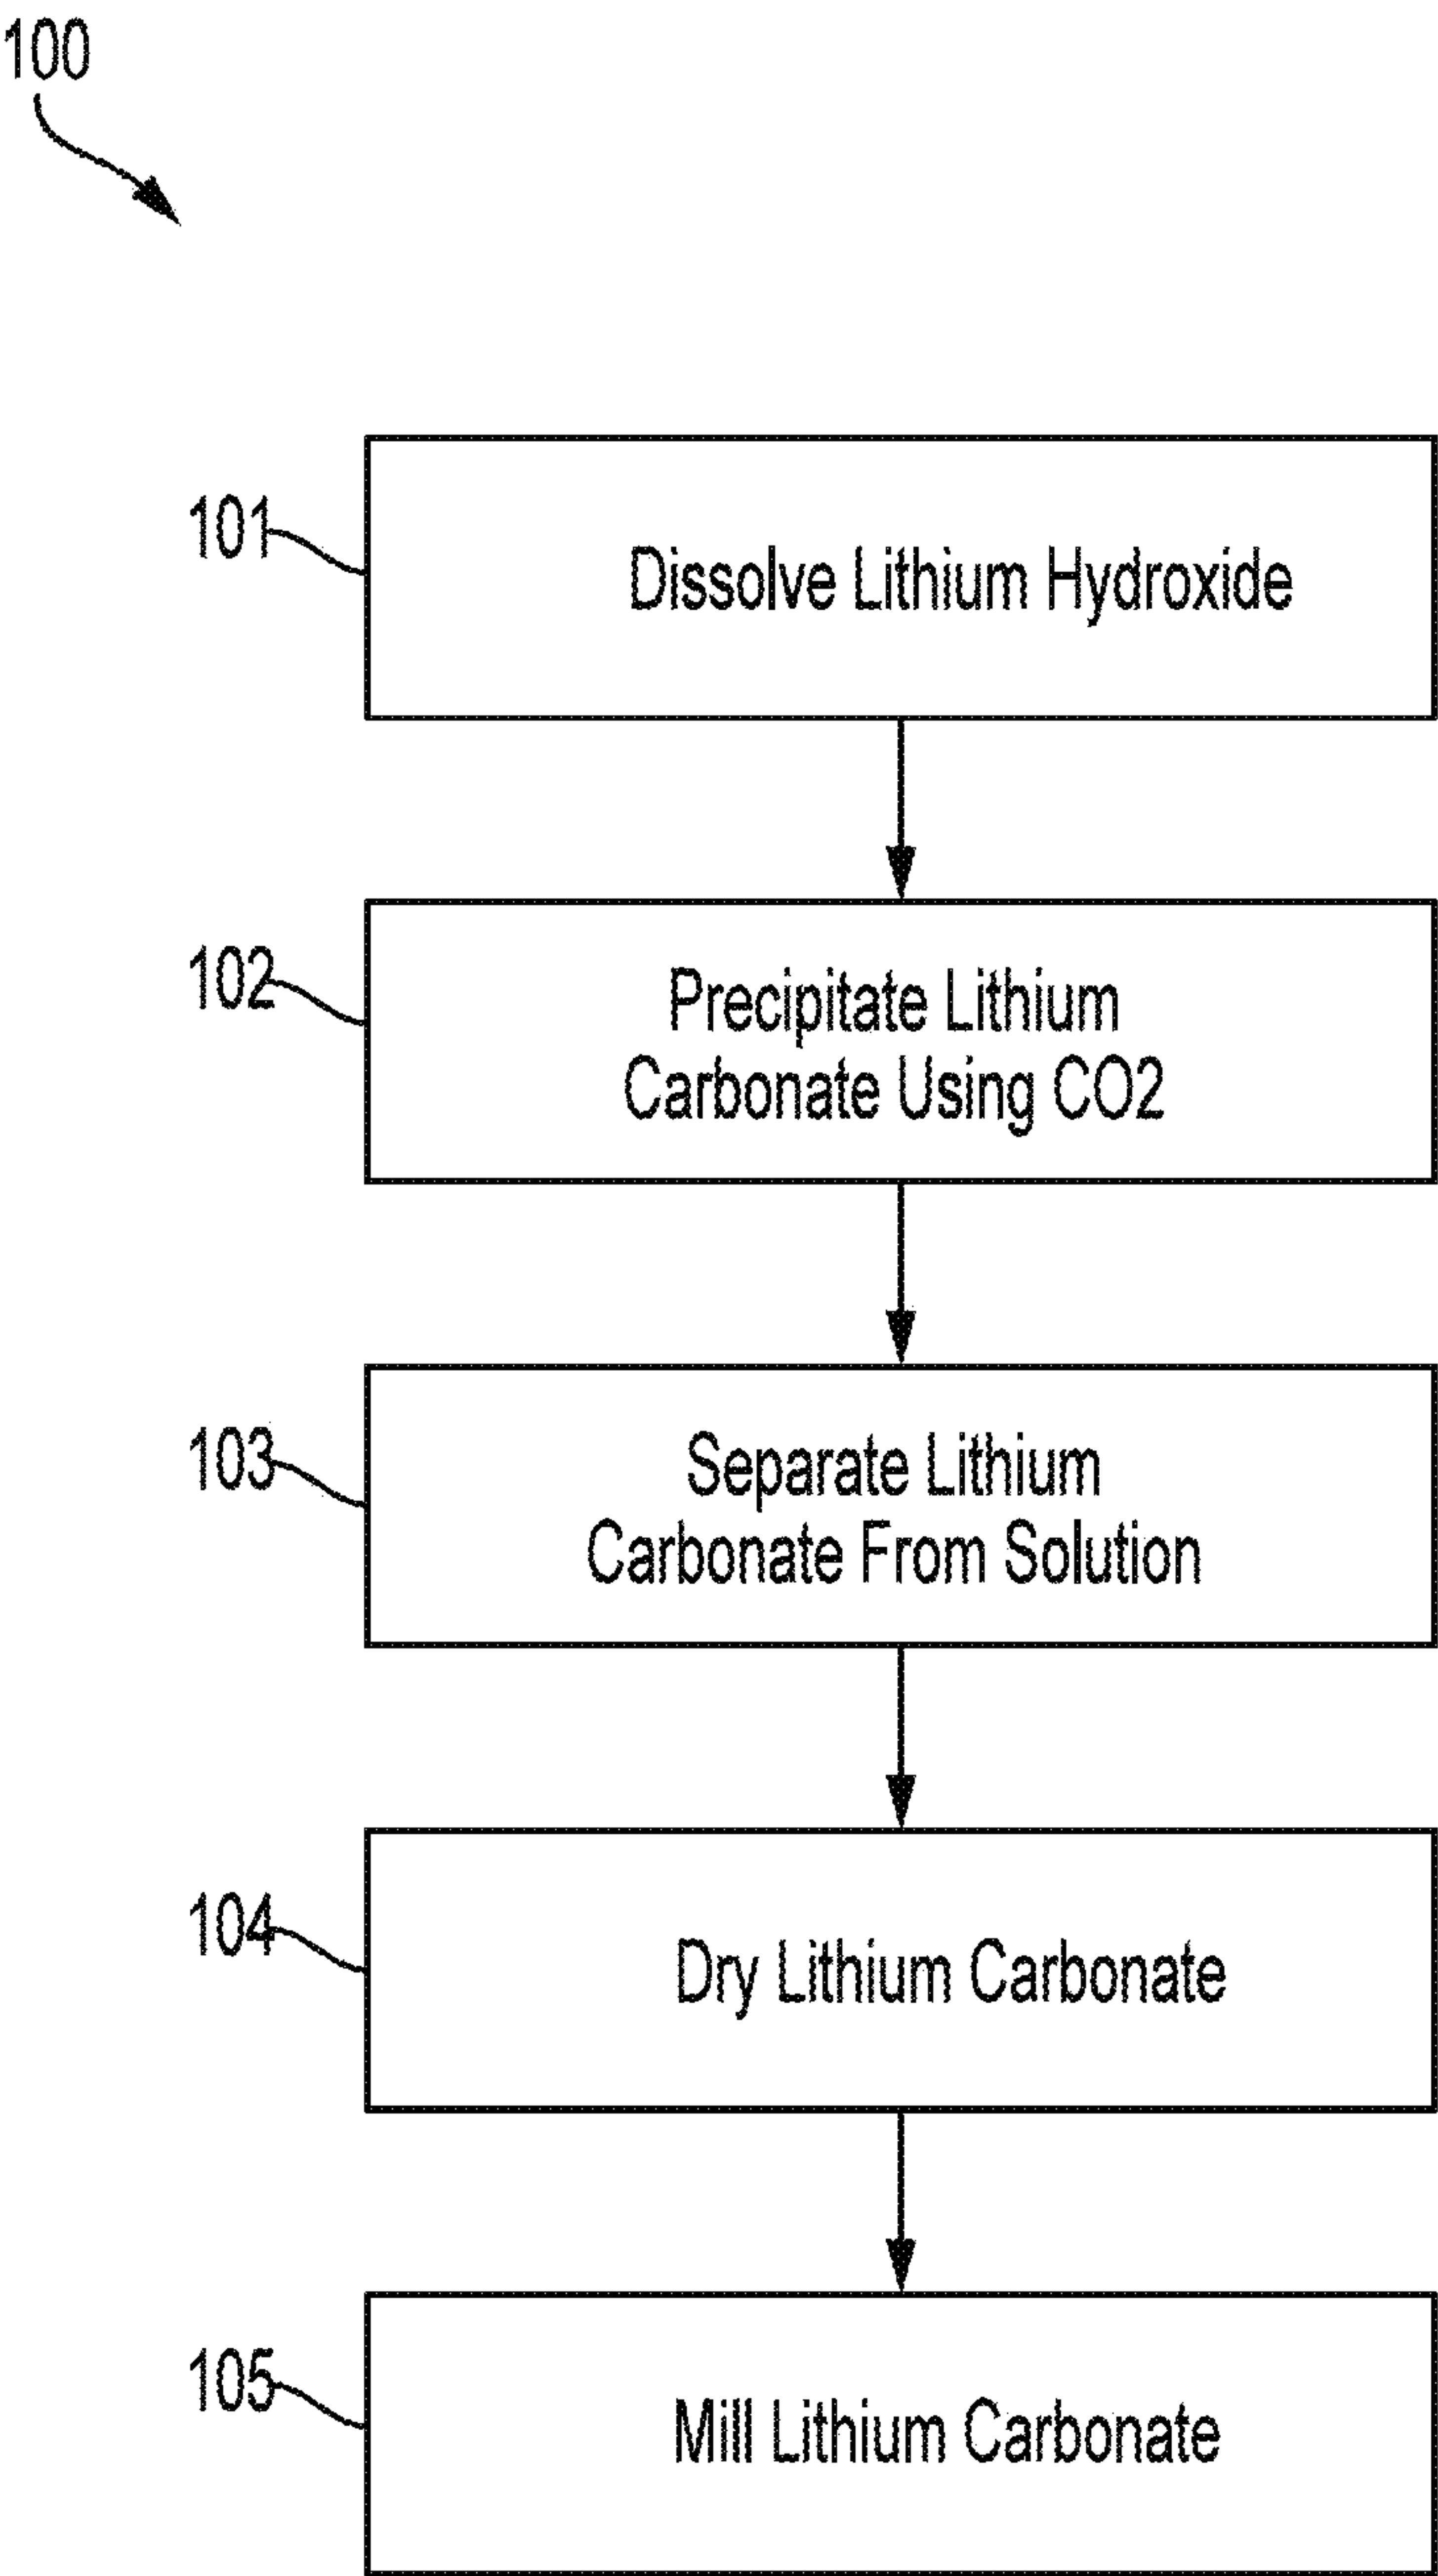 100
101
Dissolve Lithium Hydroxide
102
Precipitate Lithium
Carbonate Using CO2
103
Separate Lithium
Carbonate From Solution
104
Dry Lithium Carbonate
105
Mill Lithium Carbonate